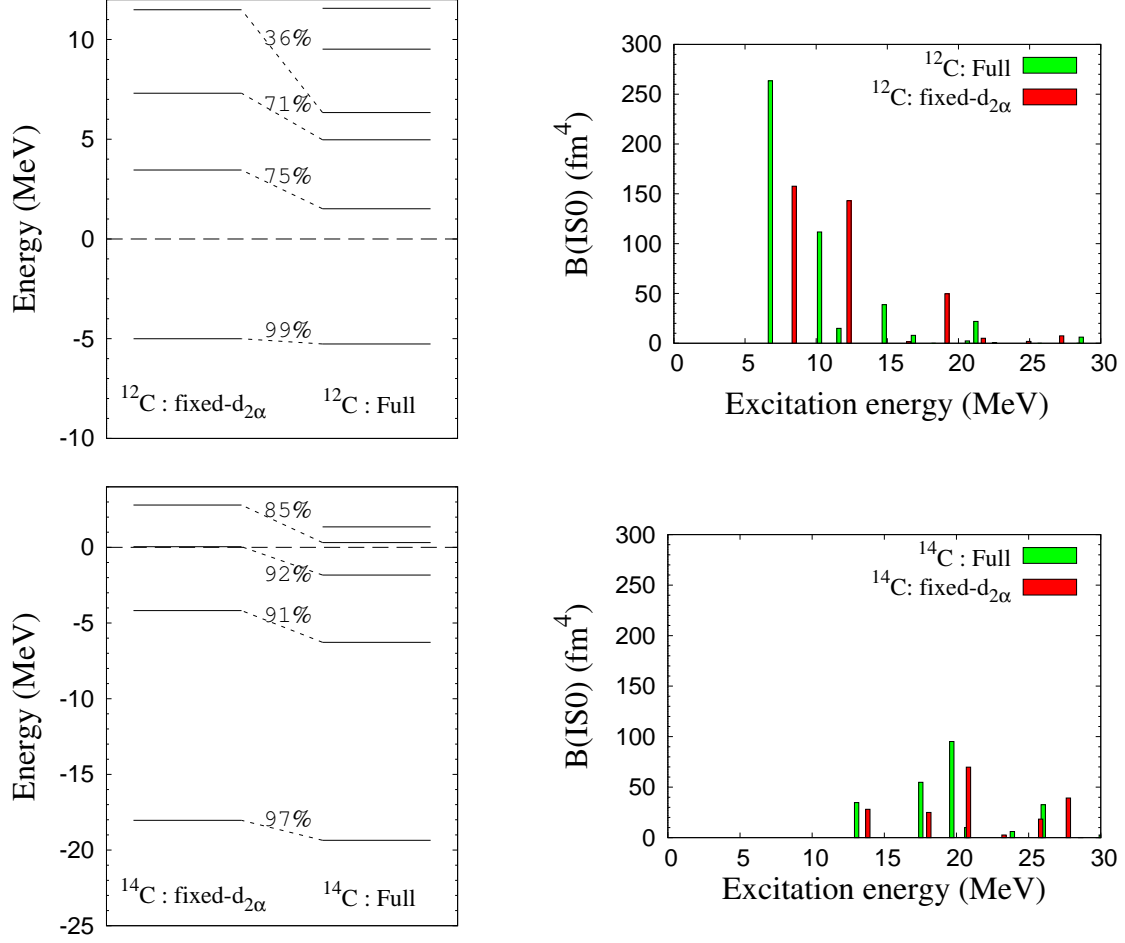 Energy (MeV)
10
5
0
-5
-10
36%
71%
75%
99%
¹²C : fixed-d₂α
¹²C : Full
B(IS0) (fm⁴)
300
250
200
150
100
50
0
¹²C: Full
¹²C: fixed-d₂α
0 5 10 15 20 25 30
Excitation energy (MeV)
Energy (MeV)
0
-5
-10
-15
-20
-25
85%
92%
91%
97%
¹⁴C : fixed-d₂α
¹⁴C : Full
B(IS0) (fm⁴)
300
250
200
150
100
50
0
¹⁴C : Full
¹⁴C: fixed-d₂α
0 5 10 15 20 25 30
Excitation energy (MeV)